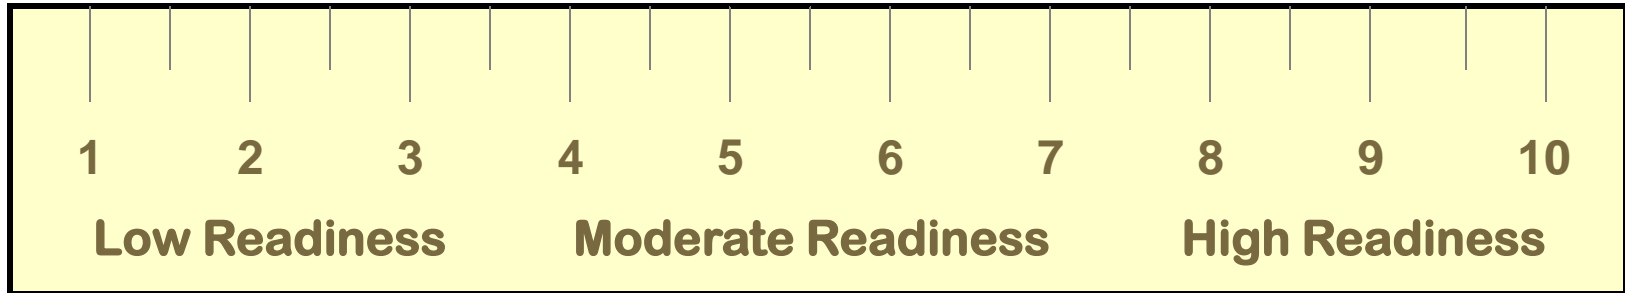 1 2 3 4 5 6 7 8 9 10
Low Readiness Moderate Readiness High Readiness